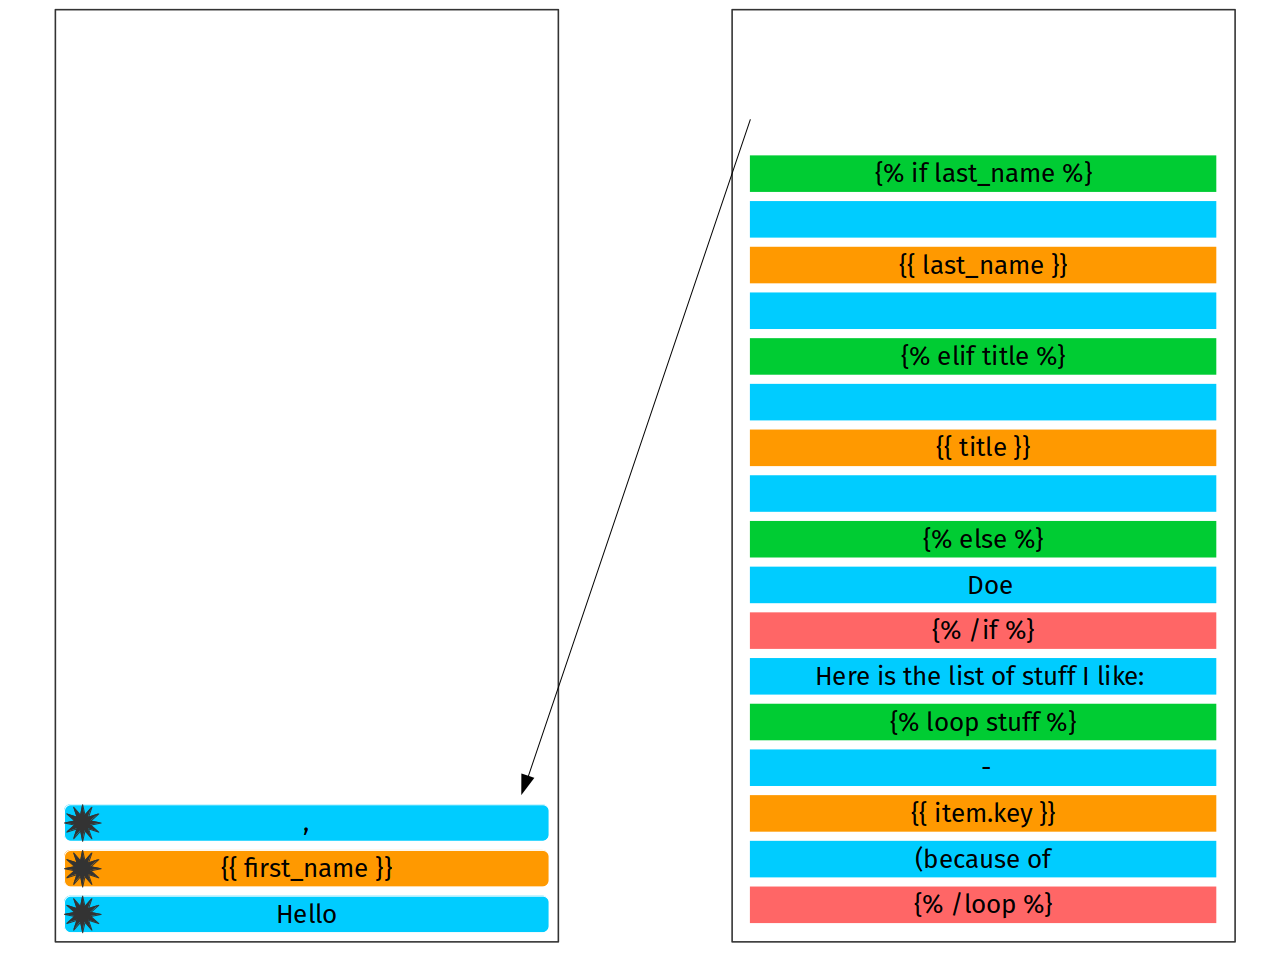 ,
{{ first_name }}
Hello
{% if last_name %}
{{ last_name }}
{% elif title %}
{{ title }}
{% else %}
Doe
{% /if %}
Here is the list of stuff I like:
{% loop stuff %}
-
{{ item.key }}
(because of
{% /loop %}